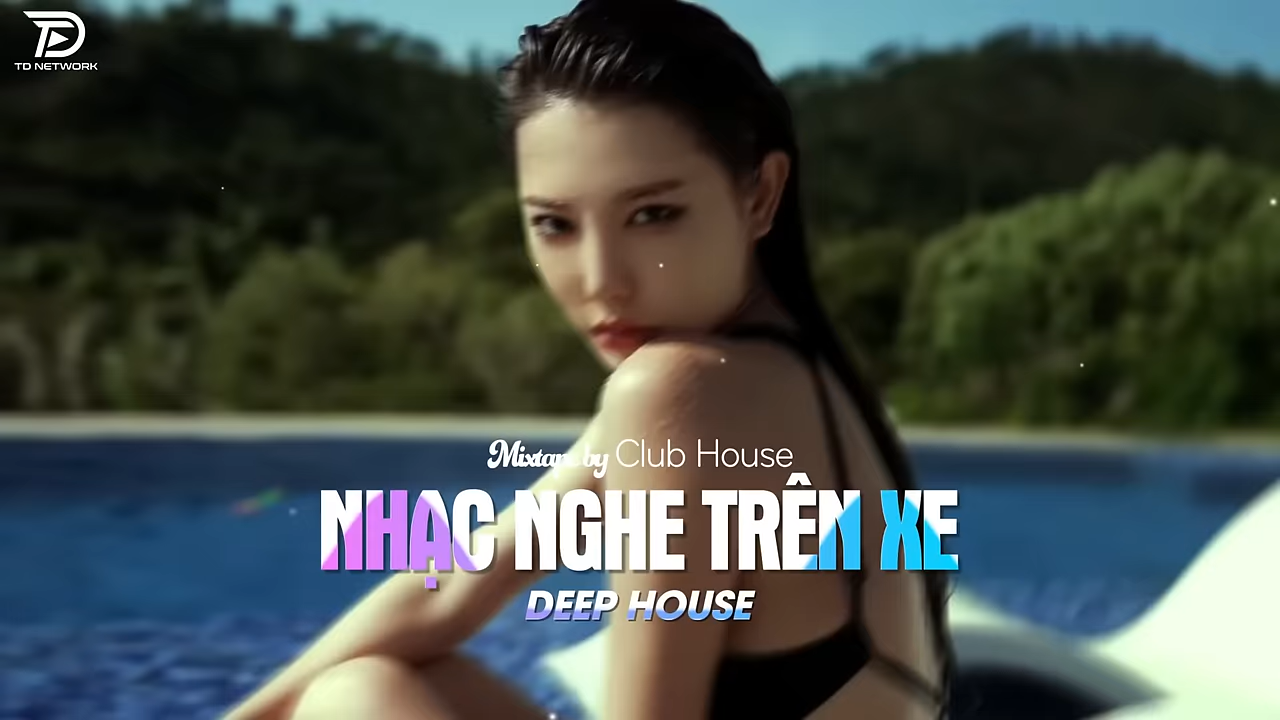 TD NETWORK
Mixtape by Club House
NHẠC NGHE TRÊN XE
DEEP HOUSE